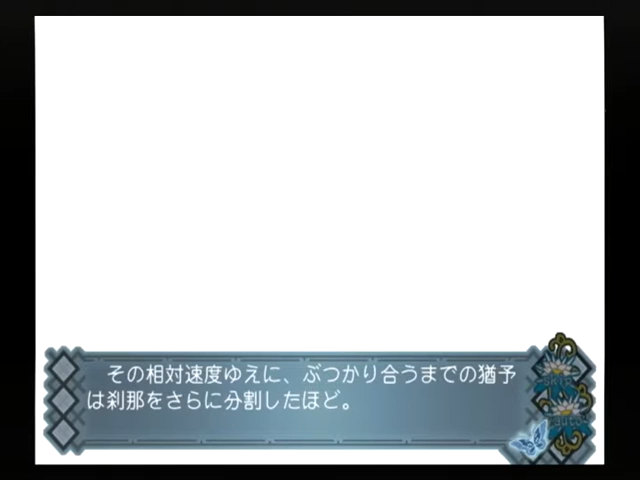 その相対速度ゆえに、ぶつかり合うまでの猶予
は刹那をさらに分割したほど。